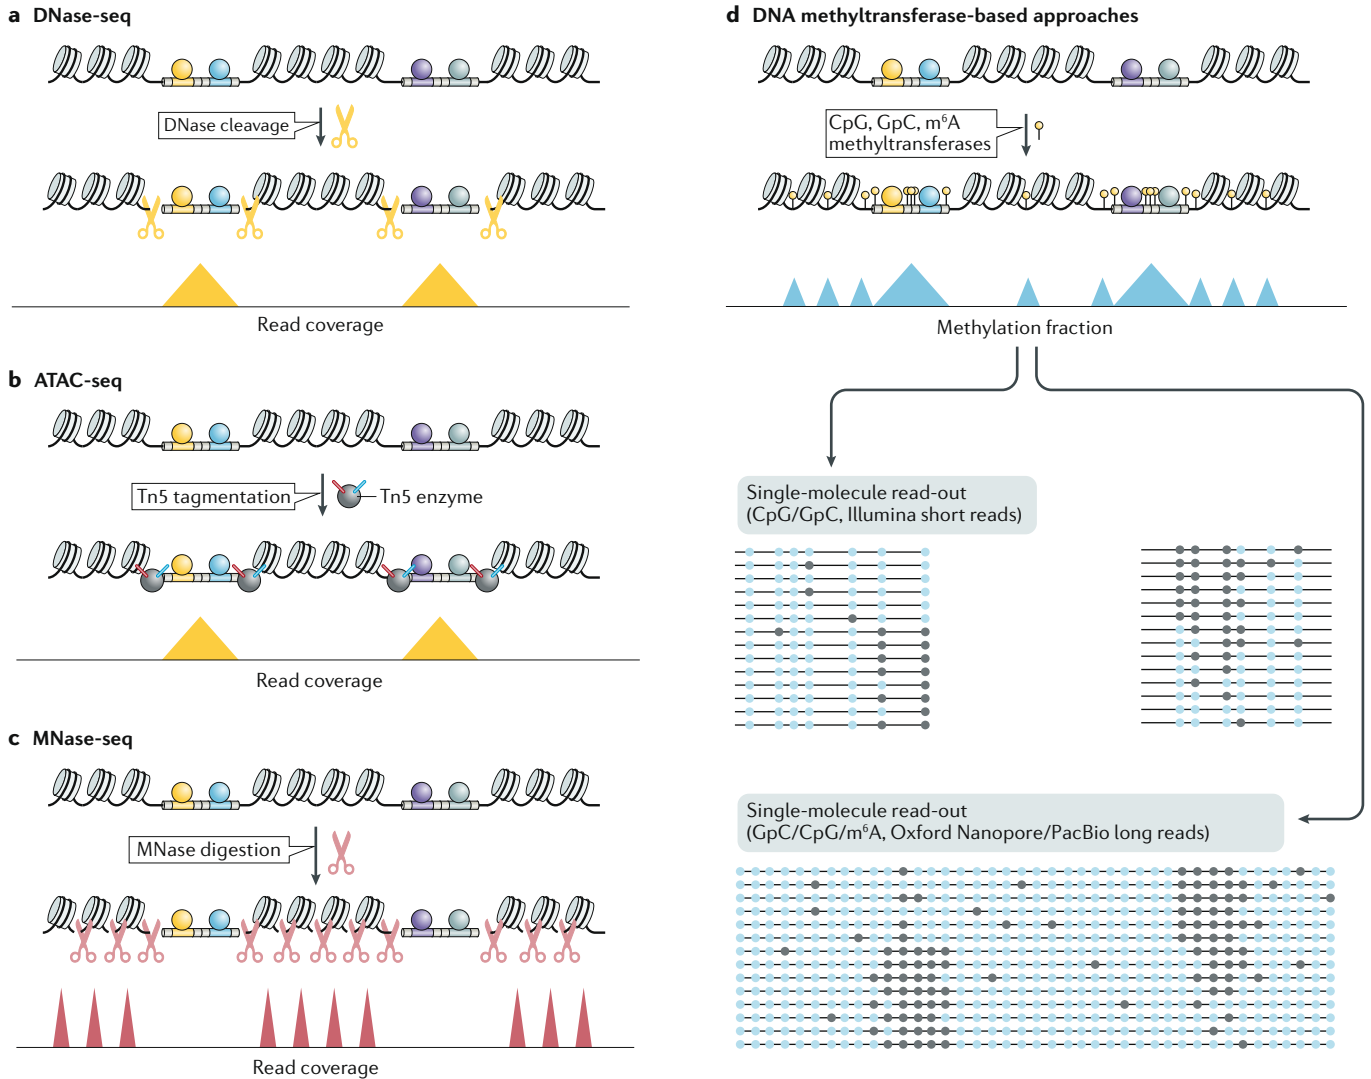 a DNase-seq
DNase cleavage
Read coverage
b ATAC-seq
Tn5 tagmentation
Tn5 enzyme
Read coverage
c MNase-seq
MNase digestion
Read coverage
d DNA methyltransferase-based approaches
CpG, GpC, m⁶A
methyltransferases
Methylation fraction
Single-molecule read-out
(CpG/GpC, Illumina short reads)
Single-molecule read-out
(GpC/CpG/m⁶A, Oxford Nanopore/PacBio long reads)